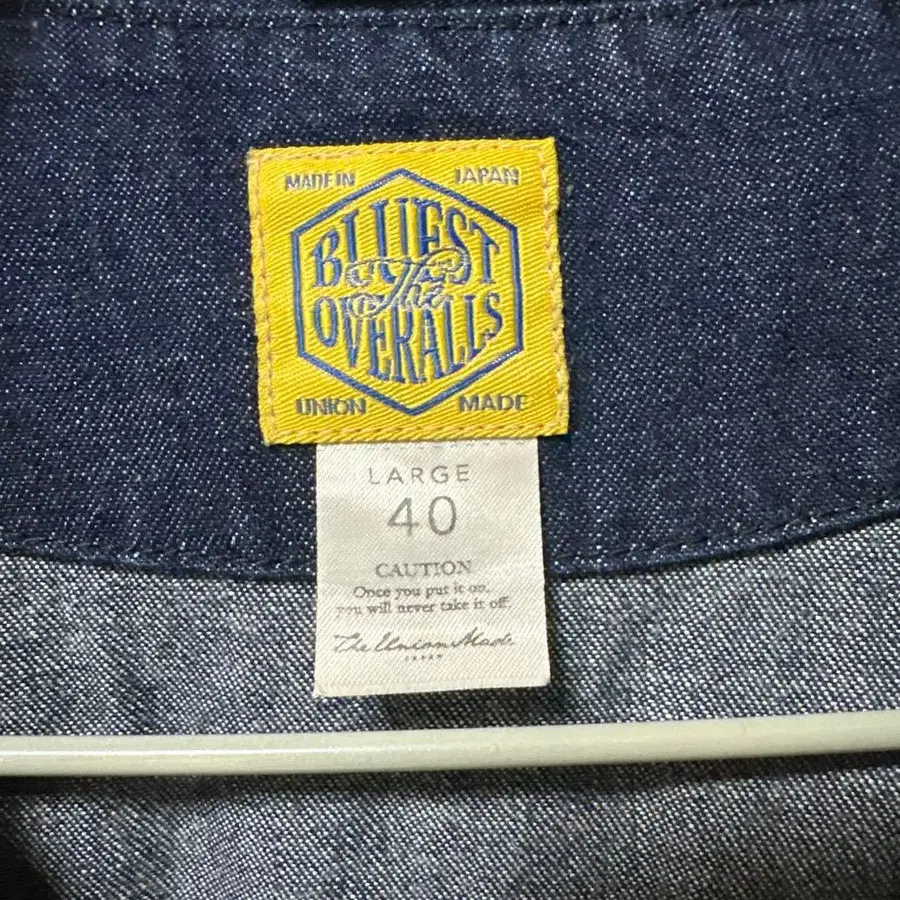 MADE IN JAPAN
BLUEST
The
OVERALLS
UNION MADE
LARGE
40
CAUTION
Once you put it on,
you will never take it off.
The Union Made
JAPAN